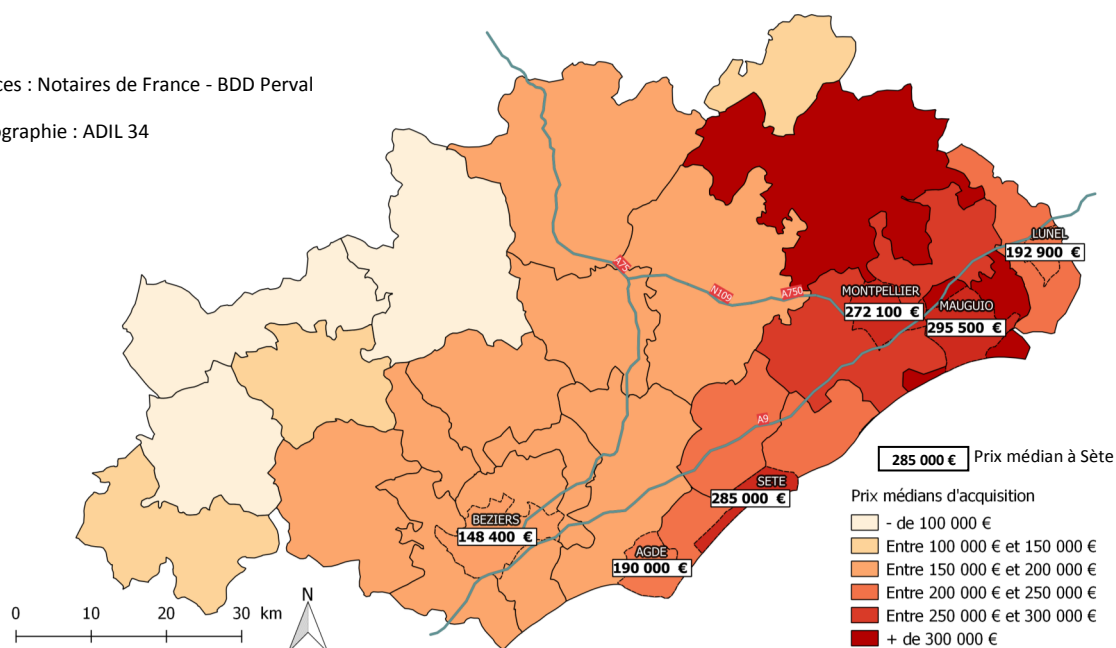 ces : Notaires de France - BDD Perval
ographie : ADIL 34
A75
N109
A750
LUNEL
192 900 €
MONTPELLIER
272 100 €
MAUGUIO
295 500 €
A9
SETE
285 000 €
BEZIERS
148 400 €
AGDE
190 000 €
285 000 € Prix médian à Sète
Prix médians d'acquisition
- de 100 000 €
Entre 100 000 € et 150 000 €
Entre 150 000 € et 200 000 €
Entre 200 000 € et 250 000 €
Entre 250 000 € et 300 000 €
+ de 300 000 €
0 10 20 30 km
N